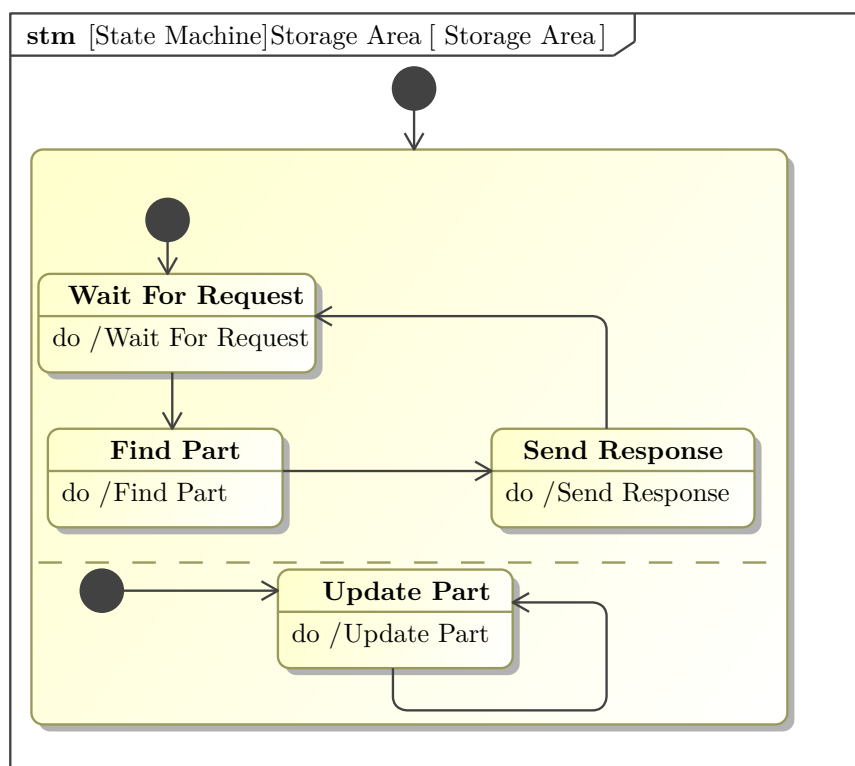 stm [State Machine]Storage Area [ Storage Area]
Wait For Request
do /Wait For Request
Find Part
do /Find Part
Send Response
do /Send Response
Update Part
do /Update Part